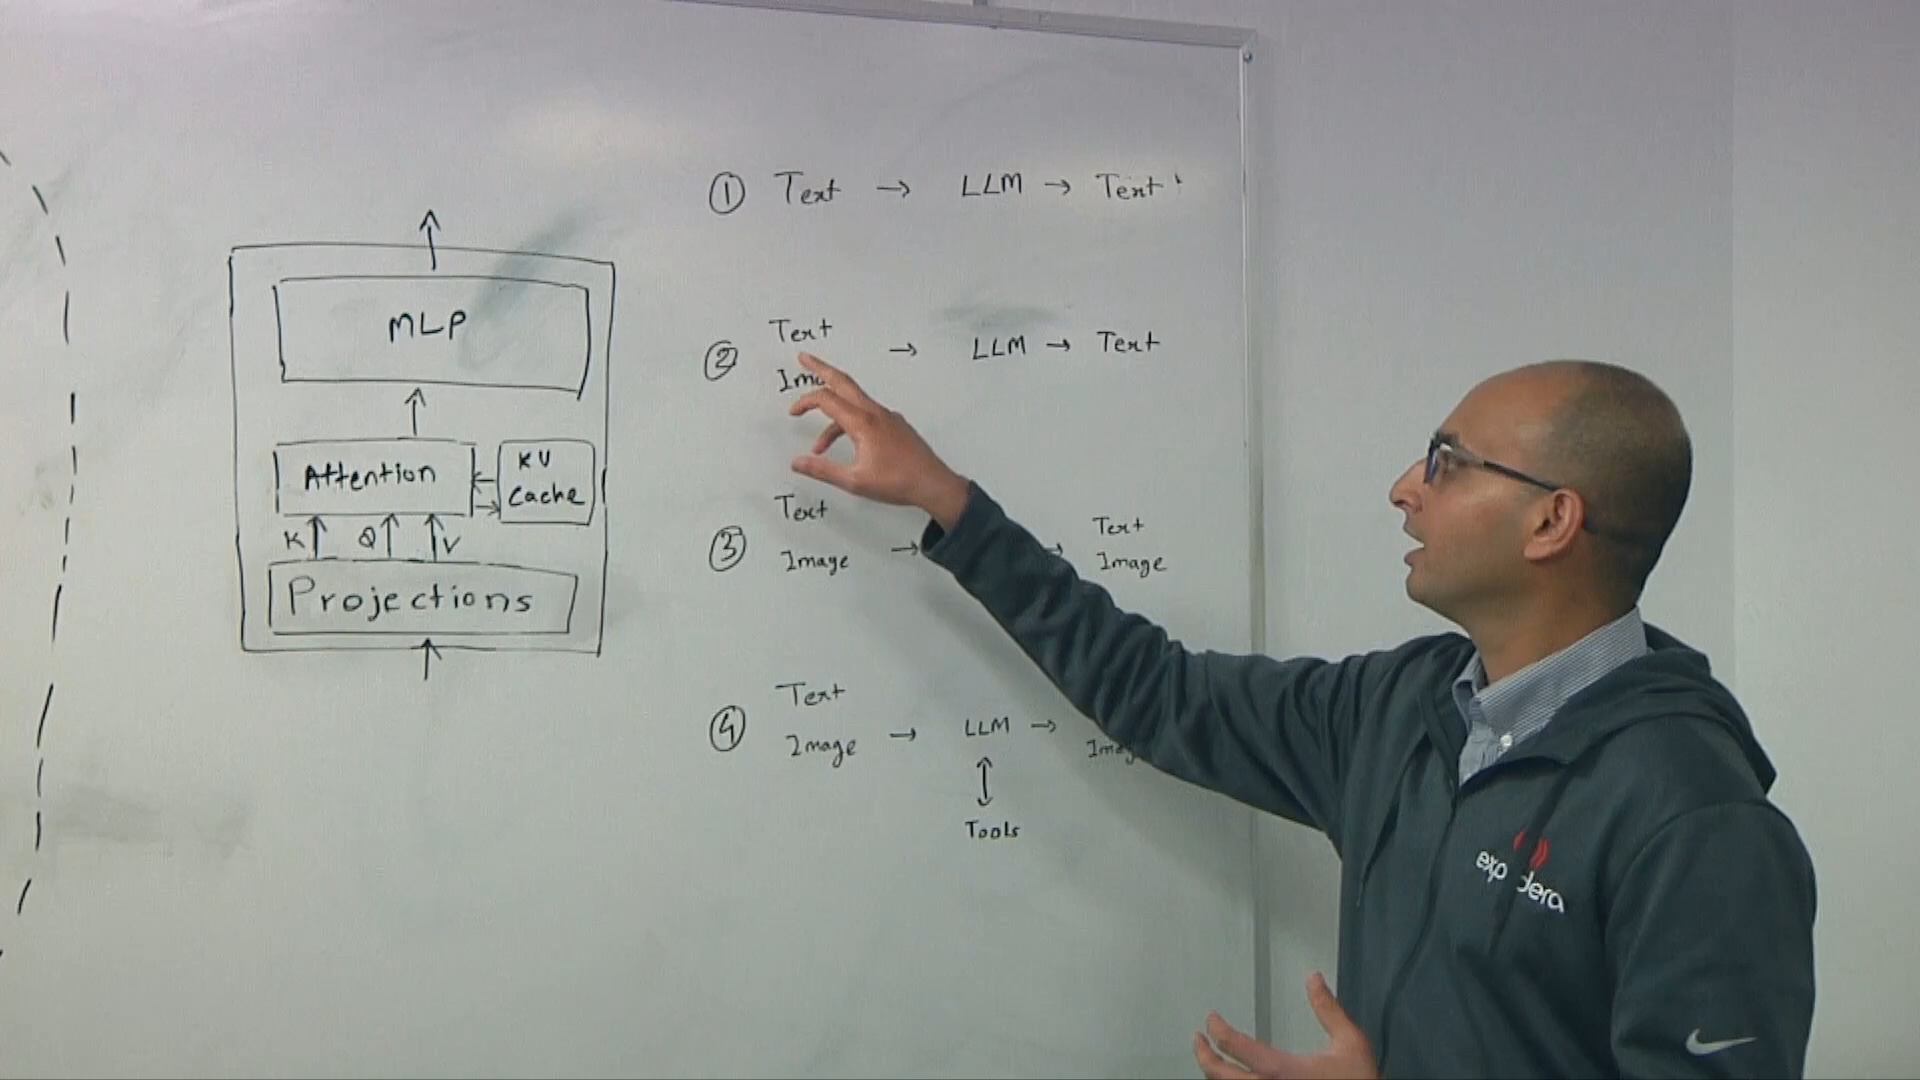 MLP
Attention
KV
Cache
K Q V
Projections
① Text → LLM → Text
② Text → LLM → Text
③ Text
Image → → Text
Image
④ Text
Image → LLM →
↕
Tools